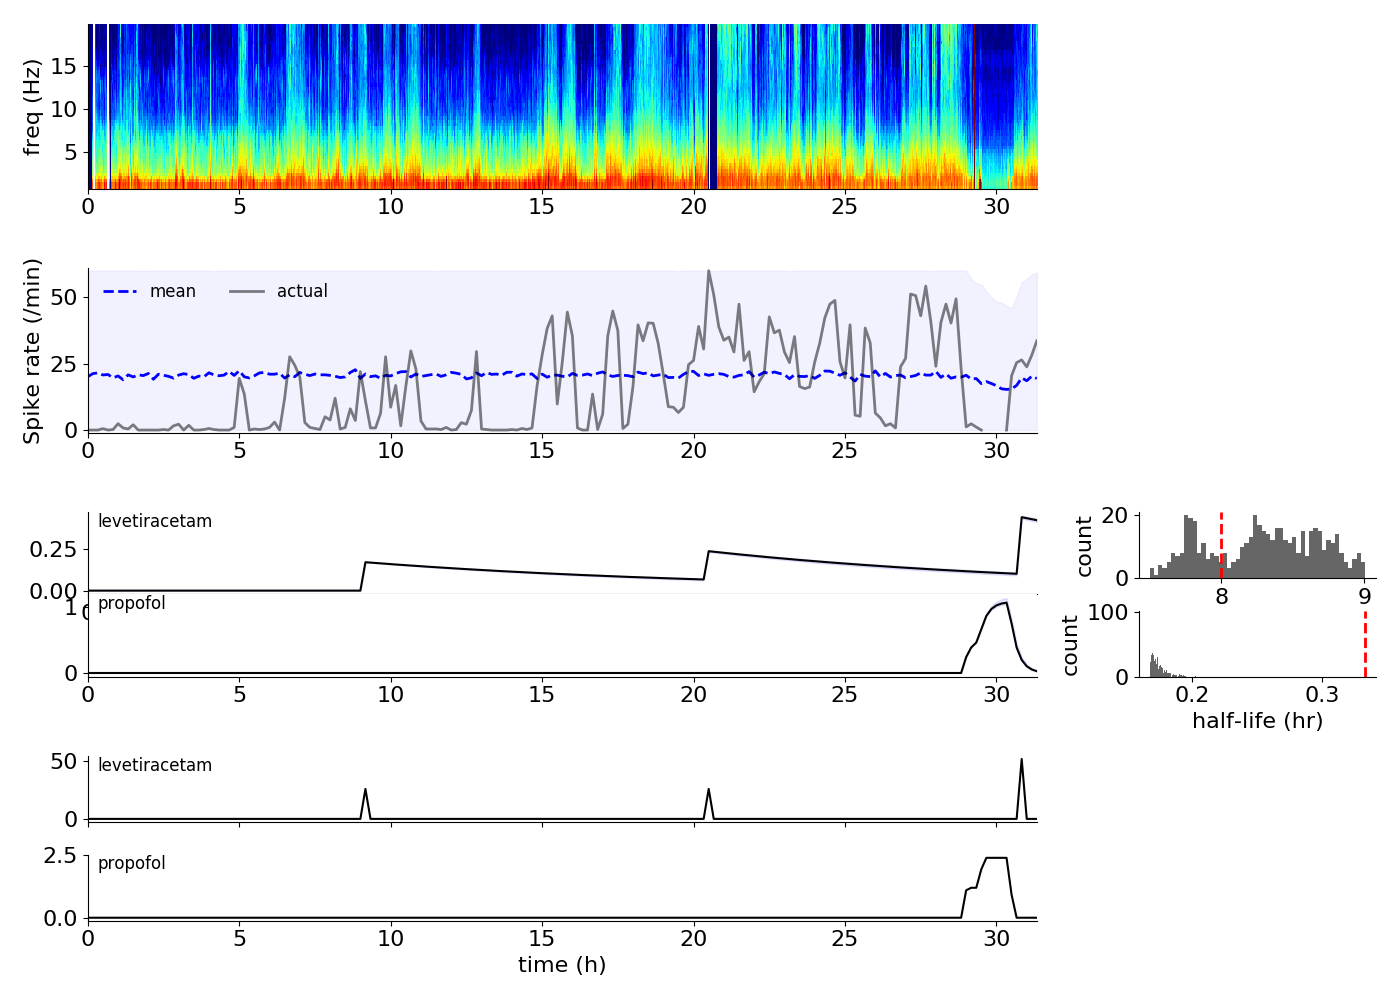 freq (Hz)
15
10
5
0 5 10 15 20 25 30
Spike rate (/min)
50
25
0
mean actual
0 5 10 15 20 25 30
levetiracetam
0.25
0.00
0
propofol
1
0
0 5 10 15 20 25 30
count
20
0
8 9
count
100
0
0.2 0.3
half-life (hr)
levetiracetam
50
0
propofol
2.5
0.0
0 5 10 15 20 25 30
time (h)